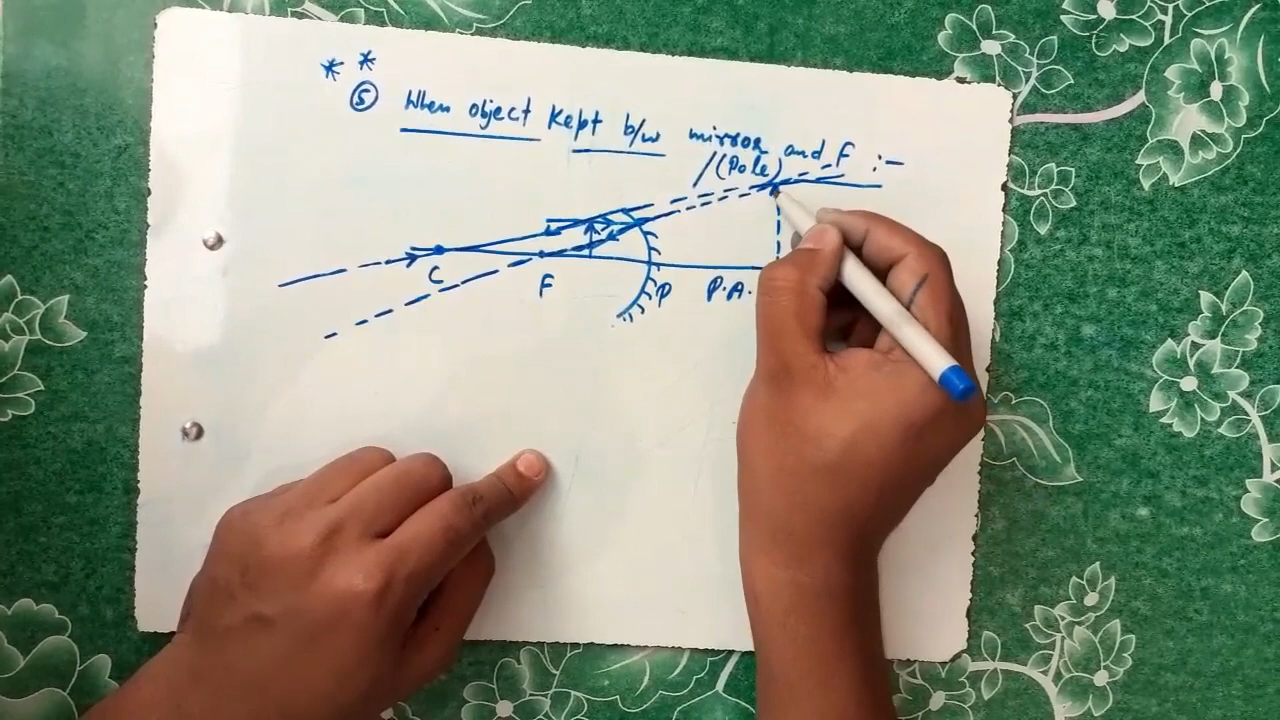 * *
⑤ When object kept b/w mirror and F :-
/(Pole)
C F P P.A.